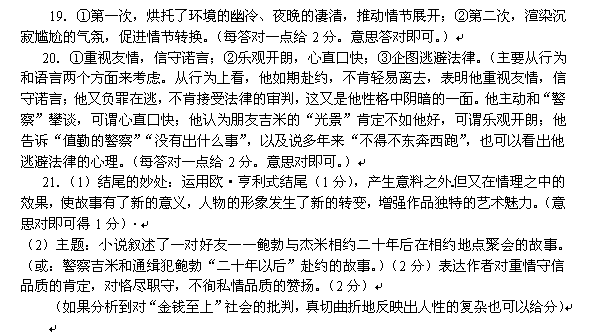 19. ①第一次，烘托了环境的幽冷、夜晚的凄清，推动情节展开；②第二次，渲染沉
寂尴尬的气氛，促进情节转换。（每答对一点给 2 分。意思答对即可。）
20. ①重视友情，信守诺言；②乐观开朗，心直口快；③企图逃避法律。（主要从行为
和语言两个方面来考虑。从行为上看，他如期赴约，不肯轻易离去，表明他重视友情，信
守诺言；他又负罪在逃，不肯接受法律的审判，这又是他性格中阴暗的一面。他主动和“警
察”攀谈，可谓心直口快；他认为朋友吉米的“光景”肯定不如他好，可谓乐观开朗；他
告诉“值勤的警察”“没有出什么事”，以及说多年来“不得不东奔西跑”，也可以看出他
逃避法律的心理。（每答对一点给 2 分。意思对即可。）
21.（1）结尾的妙处：运用欧·亨利式结尾（1 分），产生意料之外但又在情理之中的
效果，使故事有了新的意义，人物的形象发生了新的转变，增强作品独特的艺术魅力。（意
思对即可得 1 分）·
（2）主题：小说叙述了一对好友一一鲍勃与杰米相约二十年后在相约地点聚会的故事。
（或：警察吉米和通缉犯鲍勃“二十年以后”赴约的故事。）（2 分）表达作者对重情守信
品质的肯定，对恪尽职守，不徇私情品质的赞扬。（2 分）
（如果分析到对“金钱至上”社会的批判，真切曲折地反映出人性的复杂也可以给分）